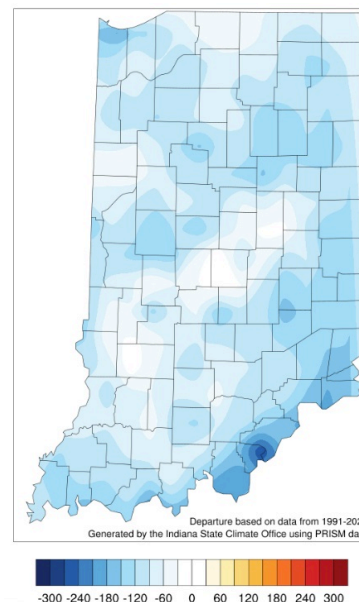 Departure based on data from 1991-202
Generated by the Indiana State Climate Office using PRISM da
-300 -240 -180 -120 -60 0 60 120 180 240 300